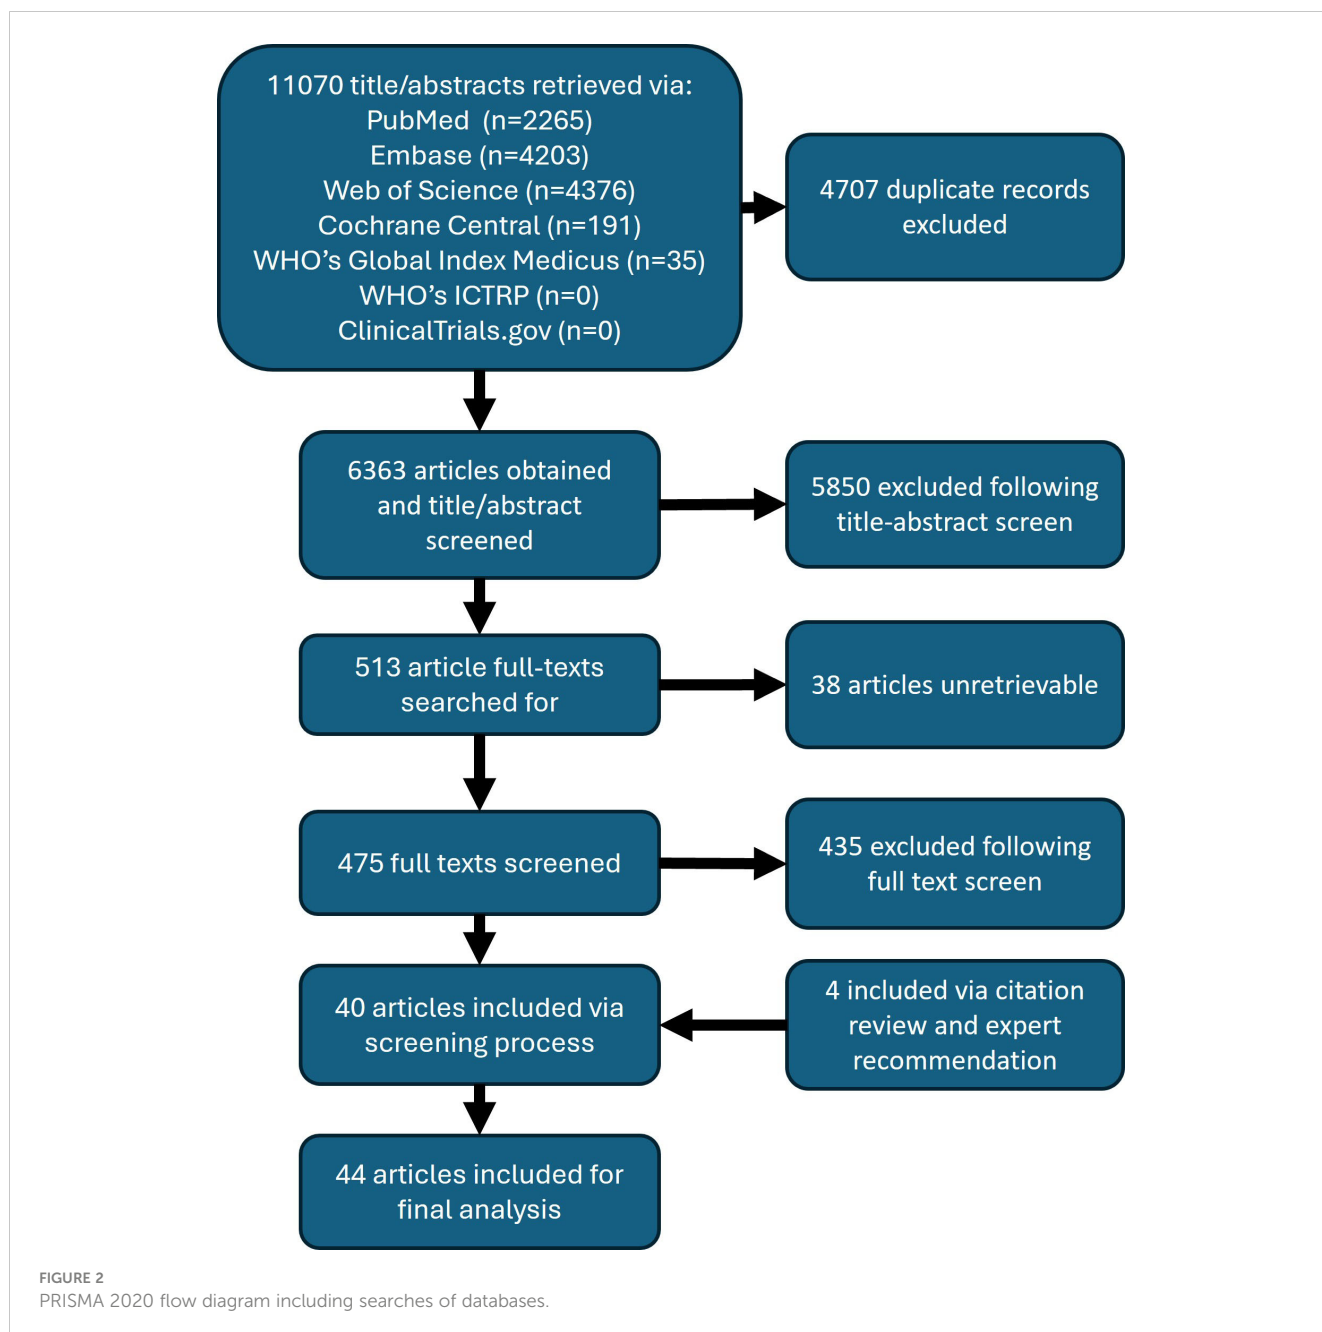 11070 title/abstracts retrieved via:
PubMed (n=2265)
Embase (n=4203)
Web of Science (n=4376)
Cochrane Central (n=191)
WHO’s Global Index Medicus (n=35)
WHO’s ICTRP (n=0)
ClinicalTrials.gov (n=0)
4707 duplicate records
excluded
6363 articles obtained
and title/abstract
screened
5850 excluded following
title-abstract screen
513 article full-texts
searched for
38 articles unretrievable
475 full texts screened
435 excluded following
full text screen
40 articles included via
screening process
4 included via citation
review and expert
recommendation
44 articles included for
final analysis
FIGURE 2
PRISMA 2020 flow diagram including searches of databases.